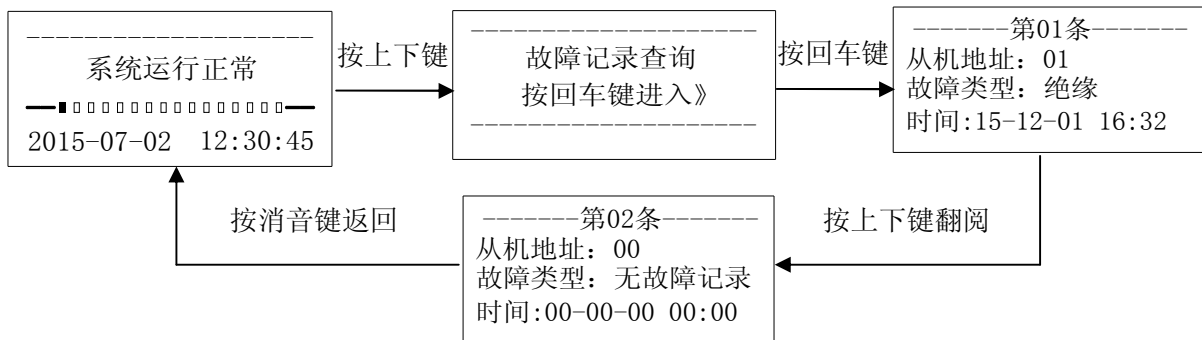 --------------------
系统运行正常
2015-07-02 12:30:45
按上下键
--------------------
故障记录查询
按回车键进入》
--------------------
按回车键
-------第01条-------
从机地址：01
故障类型：绝缘
时间:15-12-01 16:32
按上下键翻阅
-------第02条-------
从机地址：00
故障类型：无故障记录
时间:00-00-00 00:00
按消音键返回